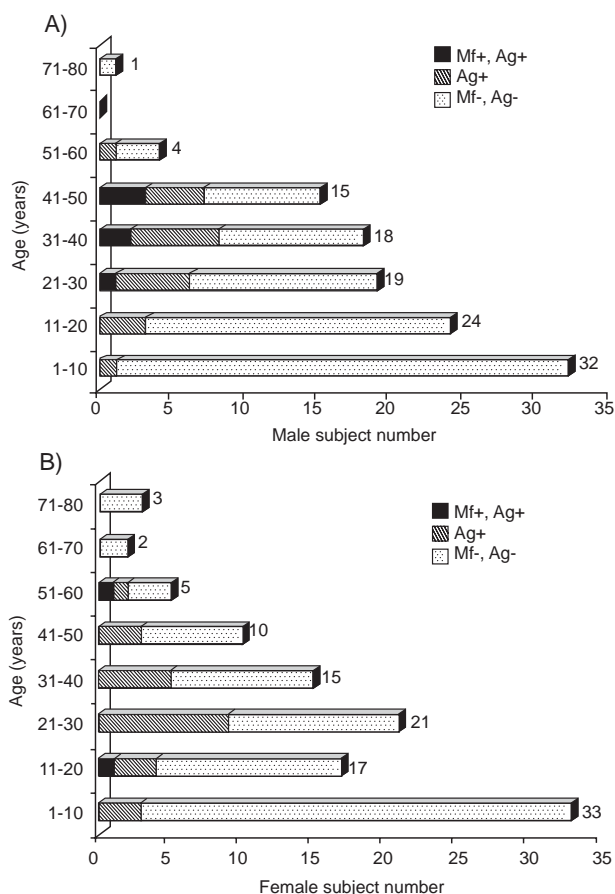 A)
Mf+, Ag+
Ag+
Mf-, Ag-
Age (years)
71-80
1
61-70
51-60
4
41-50
15
31-40
18
21-30
19
11-20
24
1-10
32
0 5 10 15 20 25 30 35
Male subject number
B)
Mf+, Ag+
Ag+
Mf-, Ag-
Age (years)
71-80
3
61-70
2
51-60
5
41-50
10
31-40
15
21-30
21
11-20
17
1-10
33
0 5 10 15 20 25 30 35
Female subject number